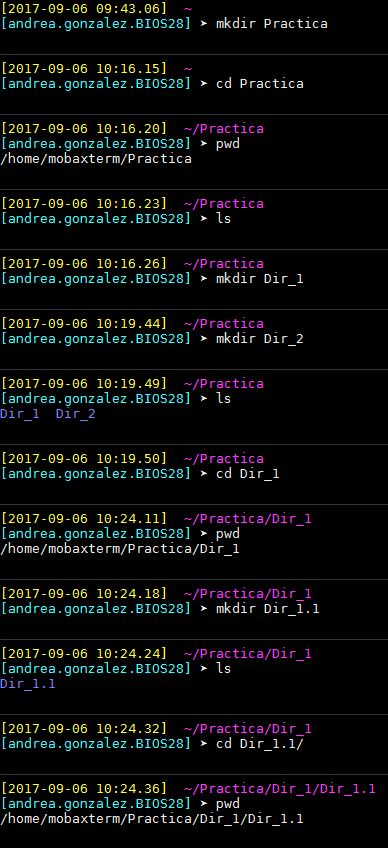 [2017-09-06 09:43.06]  ~
[andrea.gonzalez.BIOS28] ➤ mkdir Practica
[2017-09-06 10:16.15]  ~
[andrea.gonzalez.BIOS28] ➤ cd Practica
[2017-09-06 10:16.20]  ~/Practica
[andrea.gonzalez.BIOS28] ➤ pwd
/home/mobaxterm/Practica
[2017-09-06 10:16.23]  ~/Practica
[andrea.gonzalez.BIOS28] ➤ ls
[2017-09-06 10:16.26]  ~/Practica
[andrea.gonzalez.BIOS28] ➤ mkdir Dir_1
[2017-09-06 10:19.44]  ~/Practica
[andrea.gonzalez.BIOS28] ➤ mkdir Dir_2
[2017-09-06 10:19.49]  ~/Practica
[andrea.gonzalez.BIOS28] ➤ ls
Dir_1  Dir_2
[2017-09-06 10:19.50]  ~/Practica
[andrea.gonzalez.BIOS28] ➤ cd Dir_1
[2017-09-06 10:24.11]  ~/Practica/Dir_1
[andrea.gonzalez.BIOS28] ➤ pwd
/home/mobaxterm/Practica/Dir_1
[2017-09-06 10:24.18]  ~/Practica/Dir_1
[andrea.gonzalez.BIOS28] ➤ mkdir Dir_1.1
[2017-09-06 10:24.24]  ~/Practica/Dir_1
[andrea.gonzalez.BIOS28] ➤ ls
Dir_1.1
[2017-09-06 10:24.32]  ~/Practica/Dir_1
[andrea.gonzalez.BIOS28] ➤ cd Dir_1.1/
[2017-09-06 10:24.36]  ~/Practica/Dir_1/Dir_1.1
[andrea.gonzalez.BIOS28] ➤ pwd
/home/mobaxterm/Practica/Dir_1/Dir_1.1